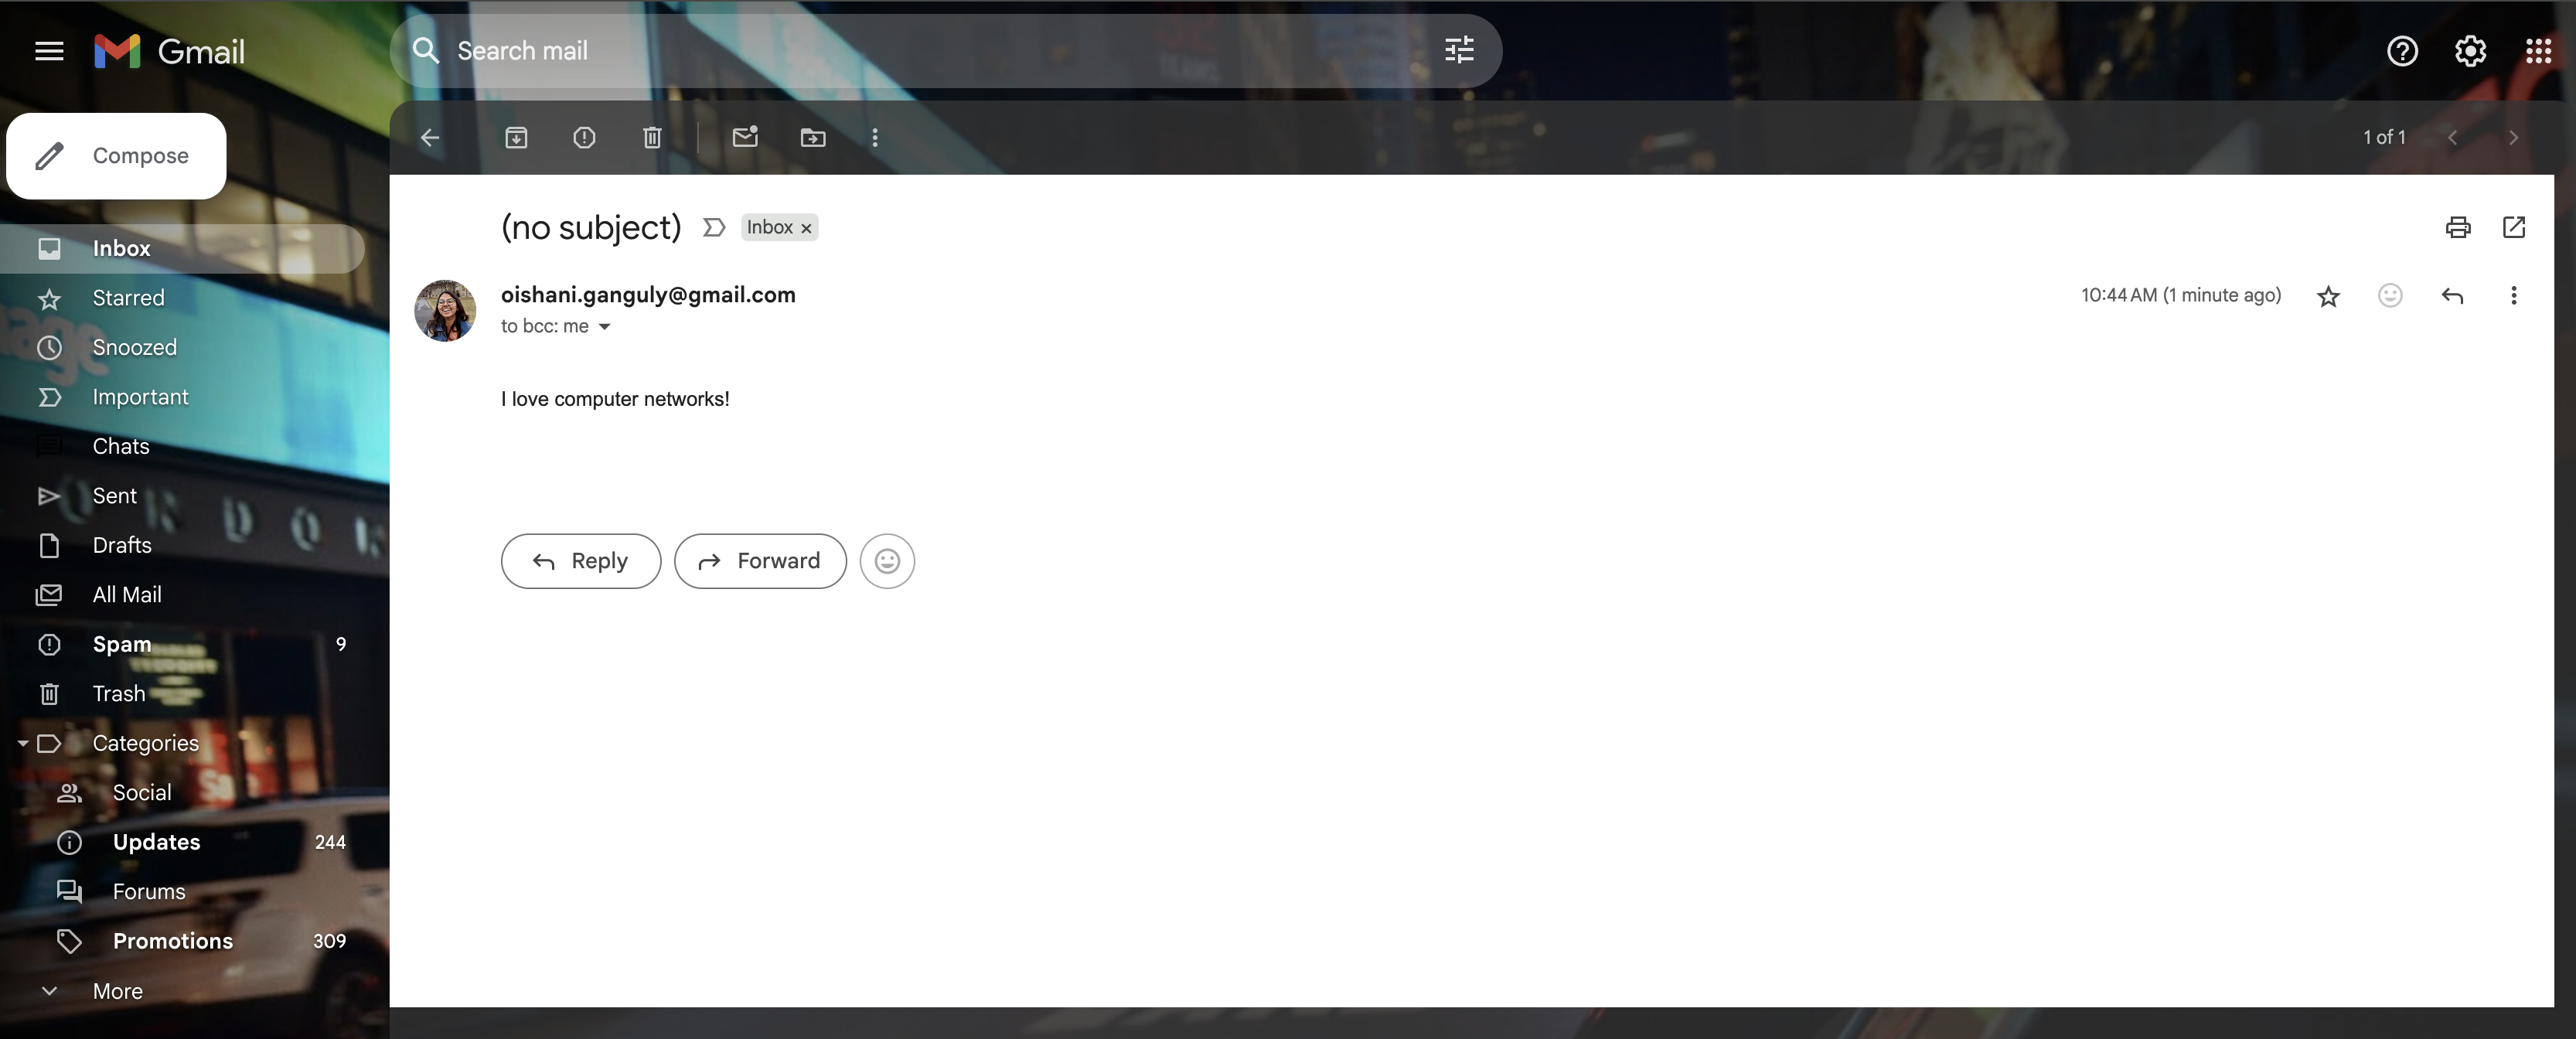 Gmail
Search mail
Compose
1 of 1
Inbox
Starred
Snoozed
Important
Chats
Sent
Drafts
All Mail
Spam 9
Trash
Categories
Social
Updates 244
Forums
Promotions 309
More
(no subject) Inbox x
oishani.ganguly@gmail.com 10:44 AM (1 minute ago)
to bcc: me
I love computer networks!
Reply Forward